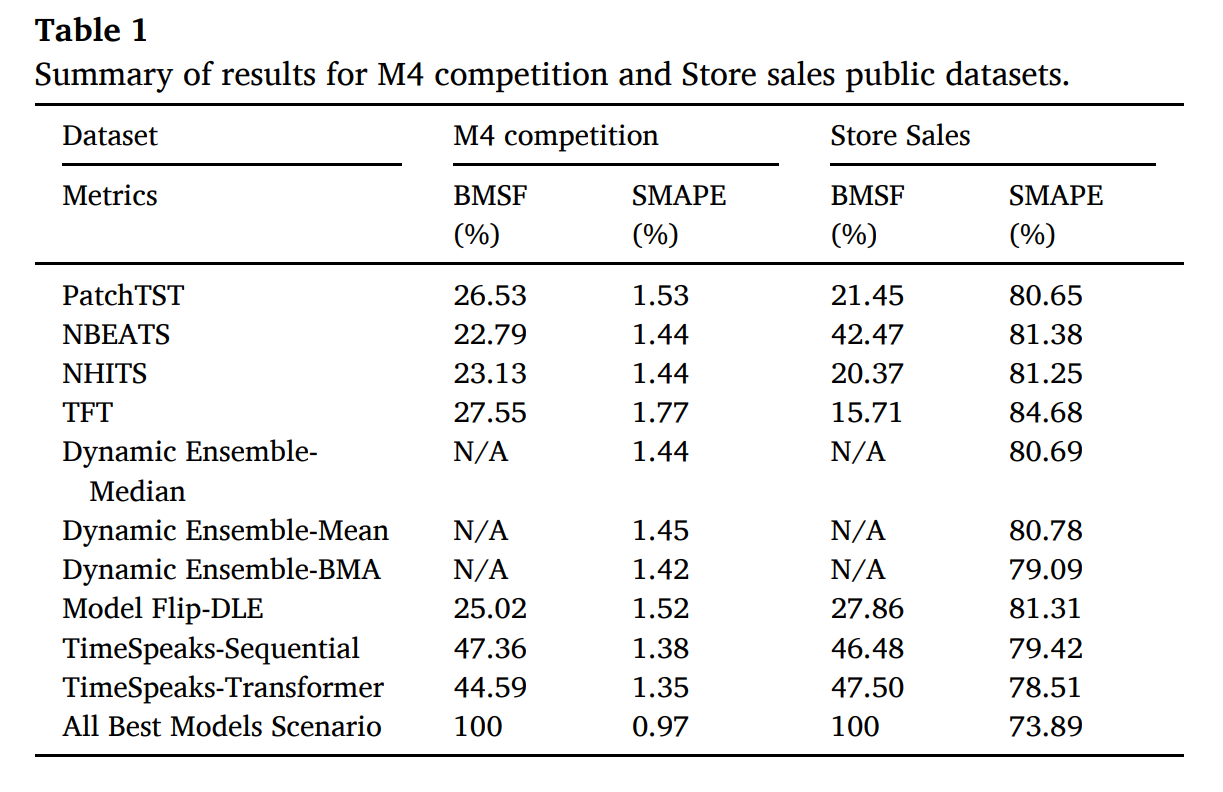 Table 1
Summary of results for M4 competition and Store sales public datasets.
Dataset M4 competition Store Sales
Metrics BMSF SMAPE BMSF SMAPE
(%) (%) (%) (%)
PatchTST 26.53 1.53 21.45 80.65
NBEATS 22.79 1.44 42.47 81.38
NHITS 23.13 1.44 20.37 81.25
TFT 27.55 1.77 15.71 84.68
Dynamic Ensemble- N/A 1.44 N/A 80.69
Median
Dynamic Ensemble-Mean N/A 1.45 N/A 80.78
Dynamic Ensemble-BMA N/A 1.42 N/A 79.09
Model Flip-DLE 25.02 1.52 27.86 81.31
TimeSpeaks-Sequential 47.36 1.38 46.48 79.42
TimeSpeaks-Transformer 44.59 1.35 47.50 78.51
All Best Models Scenario 100 0.97 100 73.89